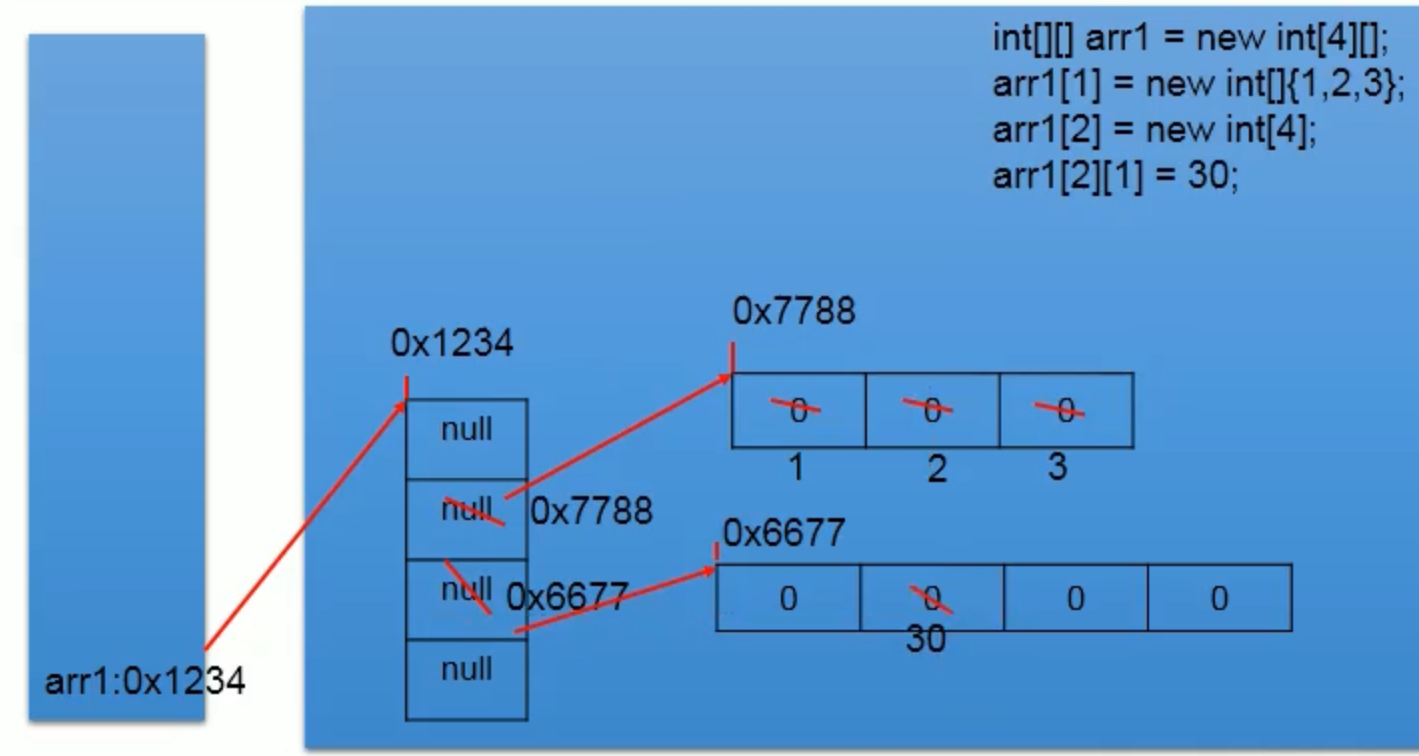 int[][] arr1 = new int[4][];
arr1[1] = new int[]{1,2,3};
arr1[2] = new int[4];
arr1[2][1] = 30;
0x7788
0x1234
null
0 0 0
1 2 3
null 0x7788
0x6677
null 0x6677
0 0 0 0
30
null
arr1:0x1234